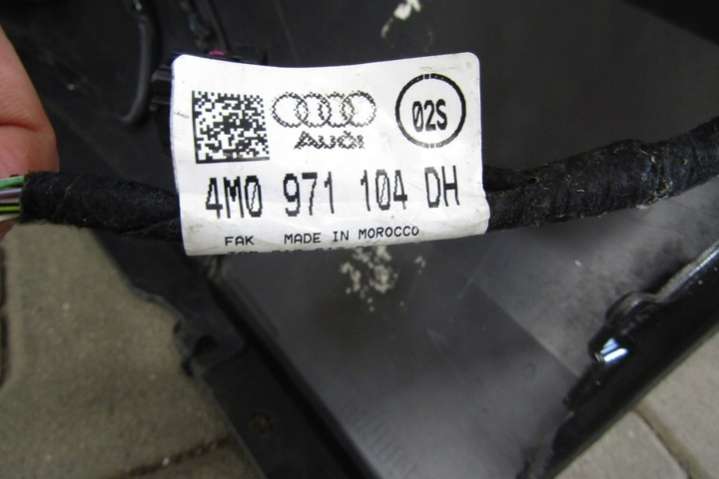 AUDI
02S
4M0 971 104 DH
FAK MADE IN MOROCCO